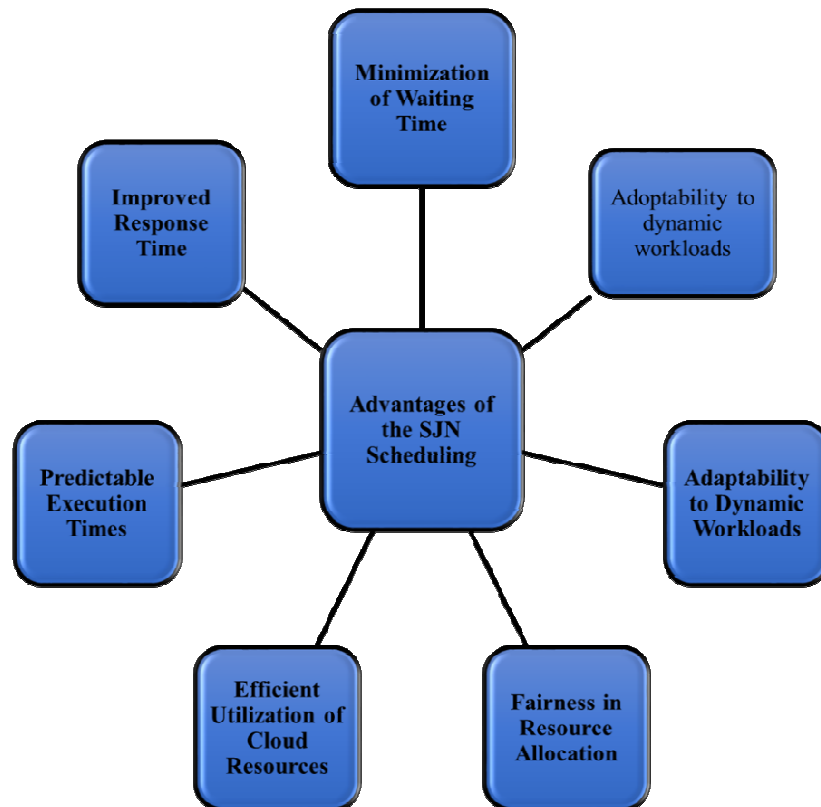 Minimization
of Waiting
Time
Improved
Response
Time
Adoptability to
dynamic
workloads
Advantages of
the SJN
Scheduling
Predictable
Execution
Times
Adaptability
to Dynamic
Workloads
Efficient
Utilization of
Cloud
Resources
Fairness in
Resource
Allocation